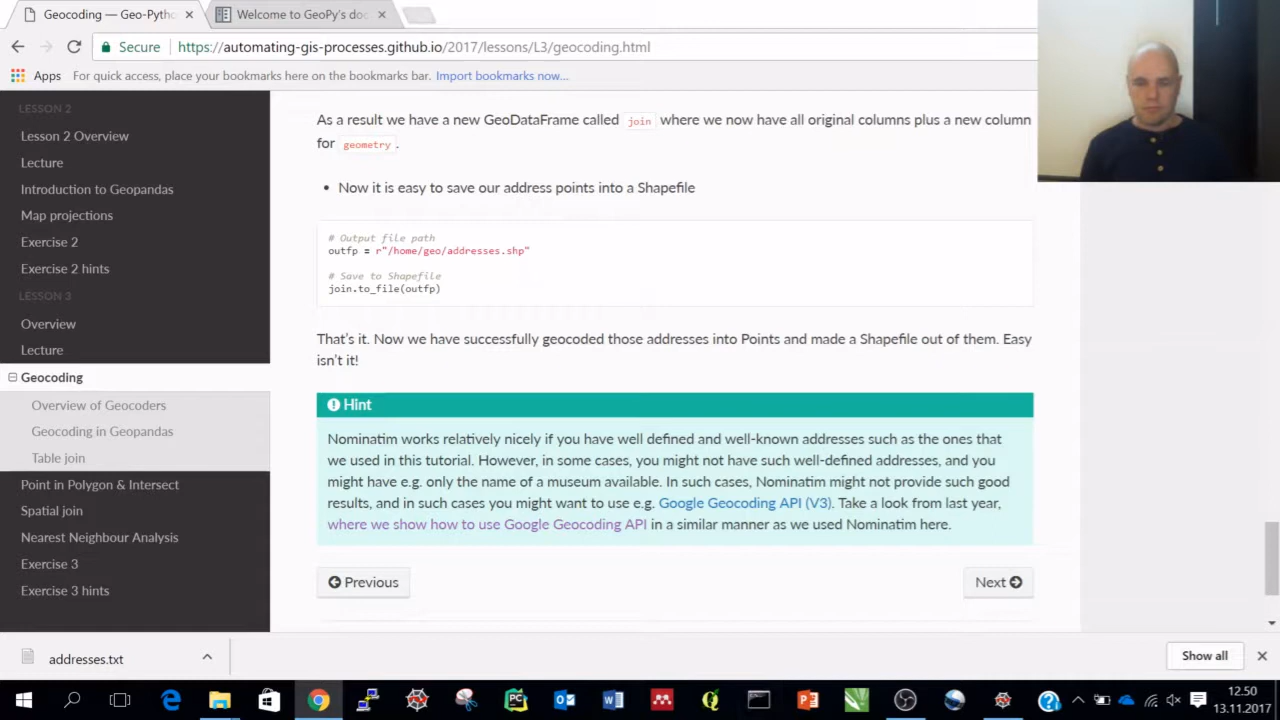 Geocoding — Geo-Pytho
Welcome to GeoPy's doc
Secure
https://automating-gis-processes.github.io/2017/lessons/L3/geocoding.html
Apps
For quick access, place your bookmarks here on the bookmarks bar. Import bookmarks now...
LESSON 2
Lesson 2 Overview
Lecture
Introduction to Geopandas
Map projections
Exercise 2
Exercise 2 hints
LESSON 3
Overview
Lecture
Geocoding
Overview of Geocoders
Geocoding in Geopandas
Table join
Point in Polygon & Intersect
Spatial join
Nearest Neighbour Analysis
Exercise 3
Exercise 3 hints
As a result we have a new GeoDataFrame called join where we now have all original columns plus a new column
for geometry .
• Now it is easy to save our address points into a Shapefile
# Output file path
outfp = r"/home/geo/addresses.shp"
# Save to Shapefile
join.to_file(outfp)
That's it. Now we have successfully geocoded those addresses into Points and made a Shapefile out of them. Easy
isn't it!
Hint
Nominatim works relatively nicely if you have well defined and well-known addresses such as the ones that
we used in this tutorial. However, in some cases, you might not have such well-defined addresses, and you
might have e.g. only the name of a museum available. In such cases, Nominatim might not provide such good
results, and in such cases you might want to use e.g. Google Geocoding API (V3). Take a look from last year,
where we show how to use Google Geocoding API in a similar manner as we used Nominatim here.
Previous
Next
addresses.txt
Show all
12.50
13.11.2017